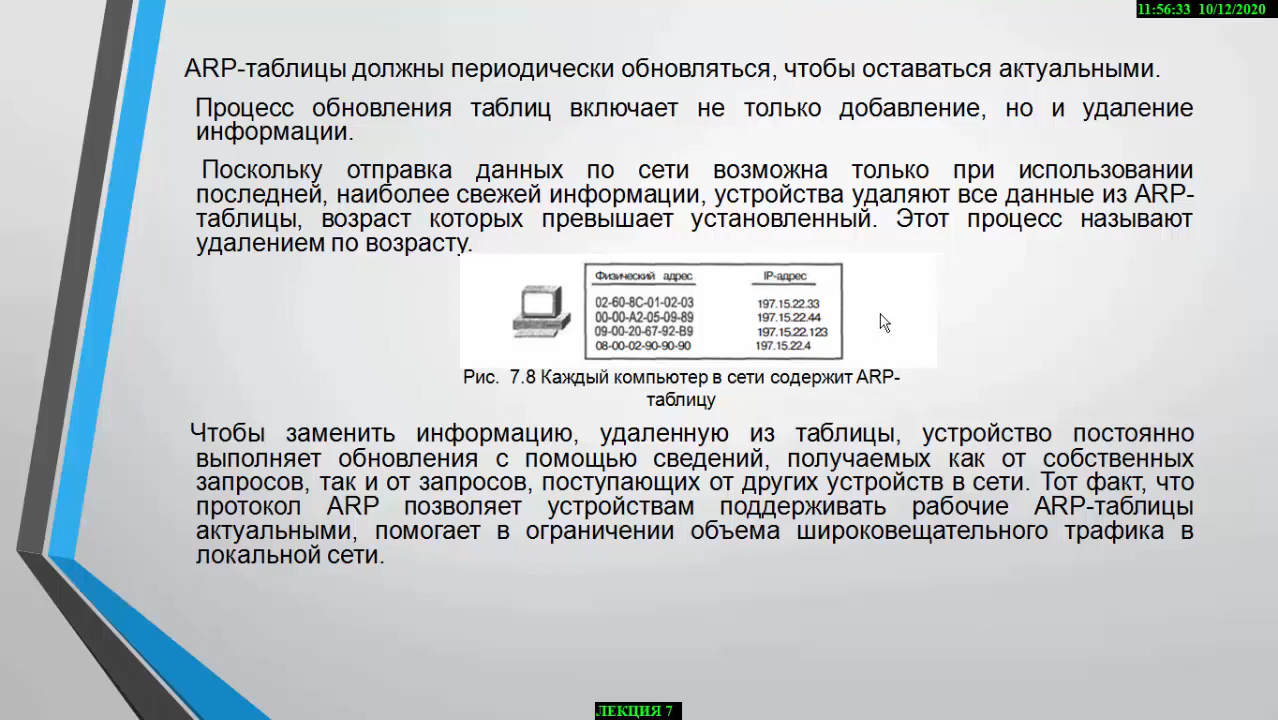 11:56:33 10/12/2020
ARP-таблицы должны периодически обновляться, чтобы оставаться актуальными.
Процесс обновления таблиц включает не только добавление, но и удаление
информации.
Поскольку отправка данных по сети возможна только при использовании
последней, наиболее свежей информации, устройства удаляют все данные из ARP-
таблицы, возраст которых превышает установленный. Этот процесс называют
удалением по возрасту.
Физический адрес IP-адрес
02-60-8C-01-02-03 197.15.22.33
00-00-A2-05-09-89 197.15.22.44
09-00-20-67-92-B9 197.15.22.123
08-00-02-90-90-90 197.15.22.4
Рис. 7.8 Каждый компьютер в сети содержит ARP-
таблицу
Чтобы заменить информацию, удаленную из таблицы, устройство постоянно
выполняет обновления с помощью сведений, получаемых как от собственных
запросов, так и от запросов, поступающих от других устройств в сети. Тот факт, что
протокол ARP позволяет устройствам поддерживать рабочие ARP-таблицы
актуальными, помогает в ограничении объема широковещательного трафика в
локальной сети.
ЛЕКЦИЯ 7